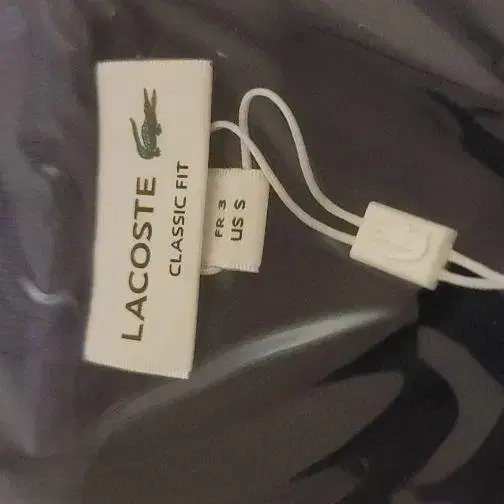 LACOSTE
CLASSIC FIT
FR 3
US S